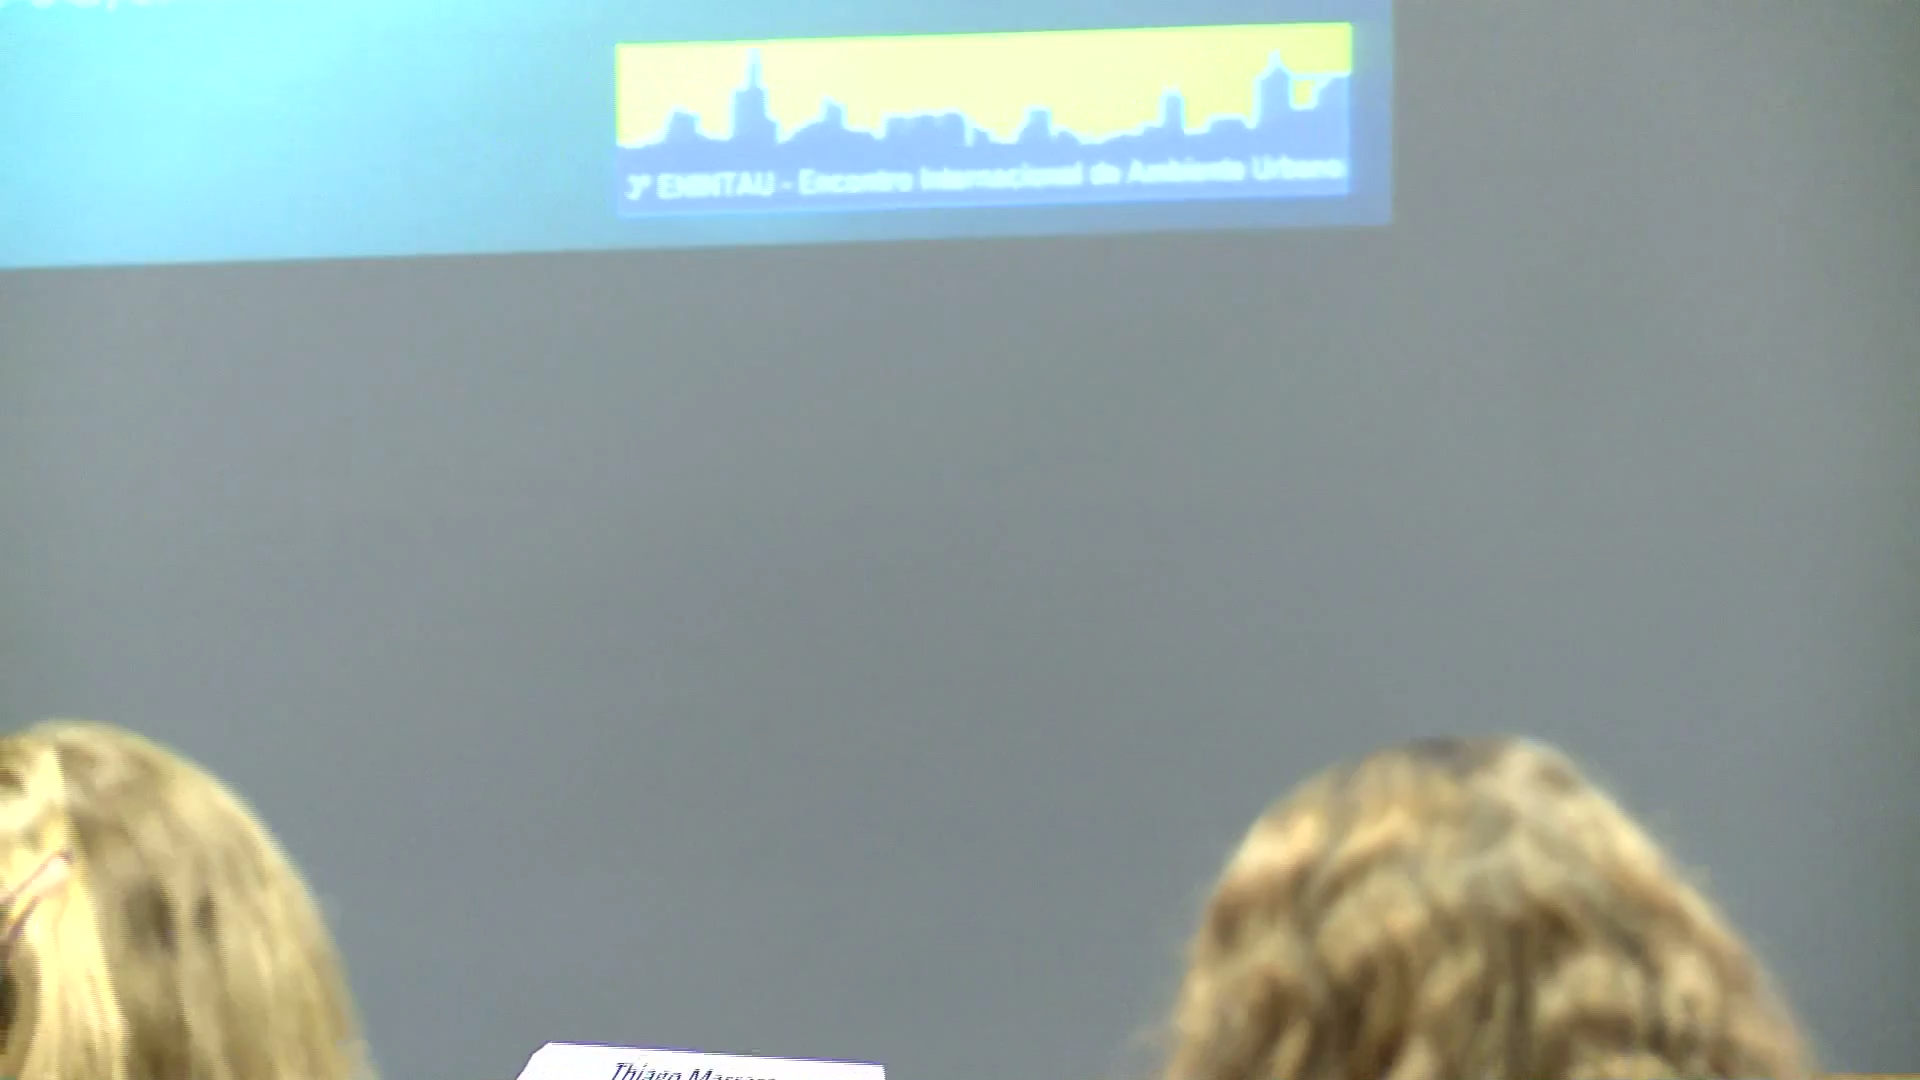 3º ENINTAU - Encontro Internacional de Ambiente Urbano
Thiago